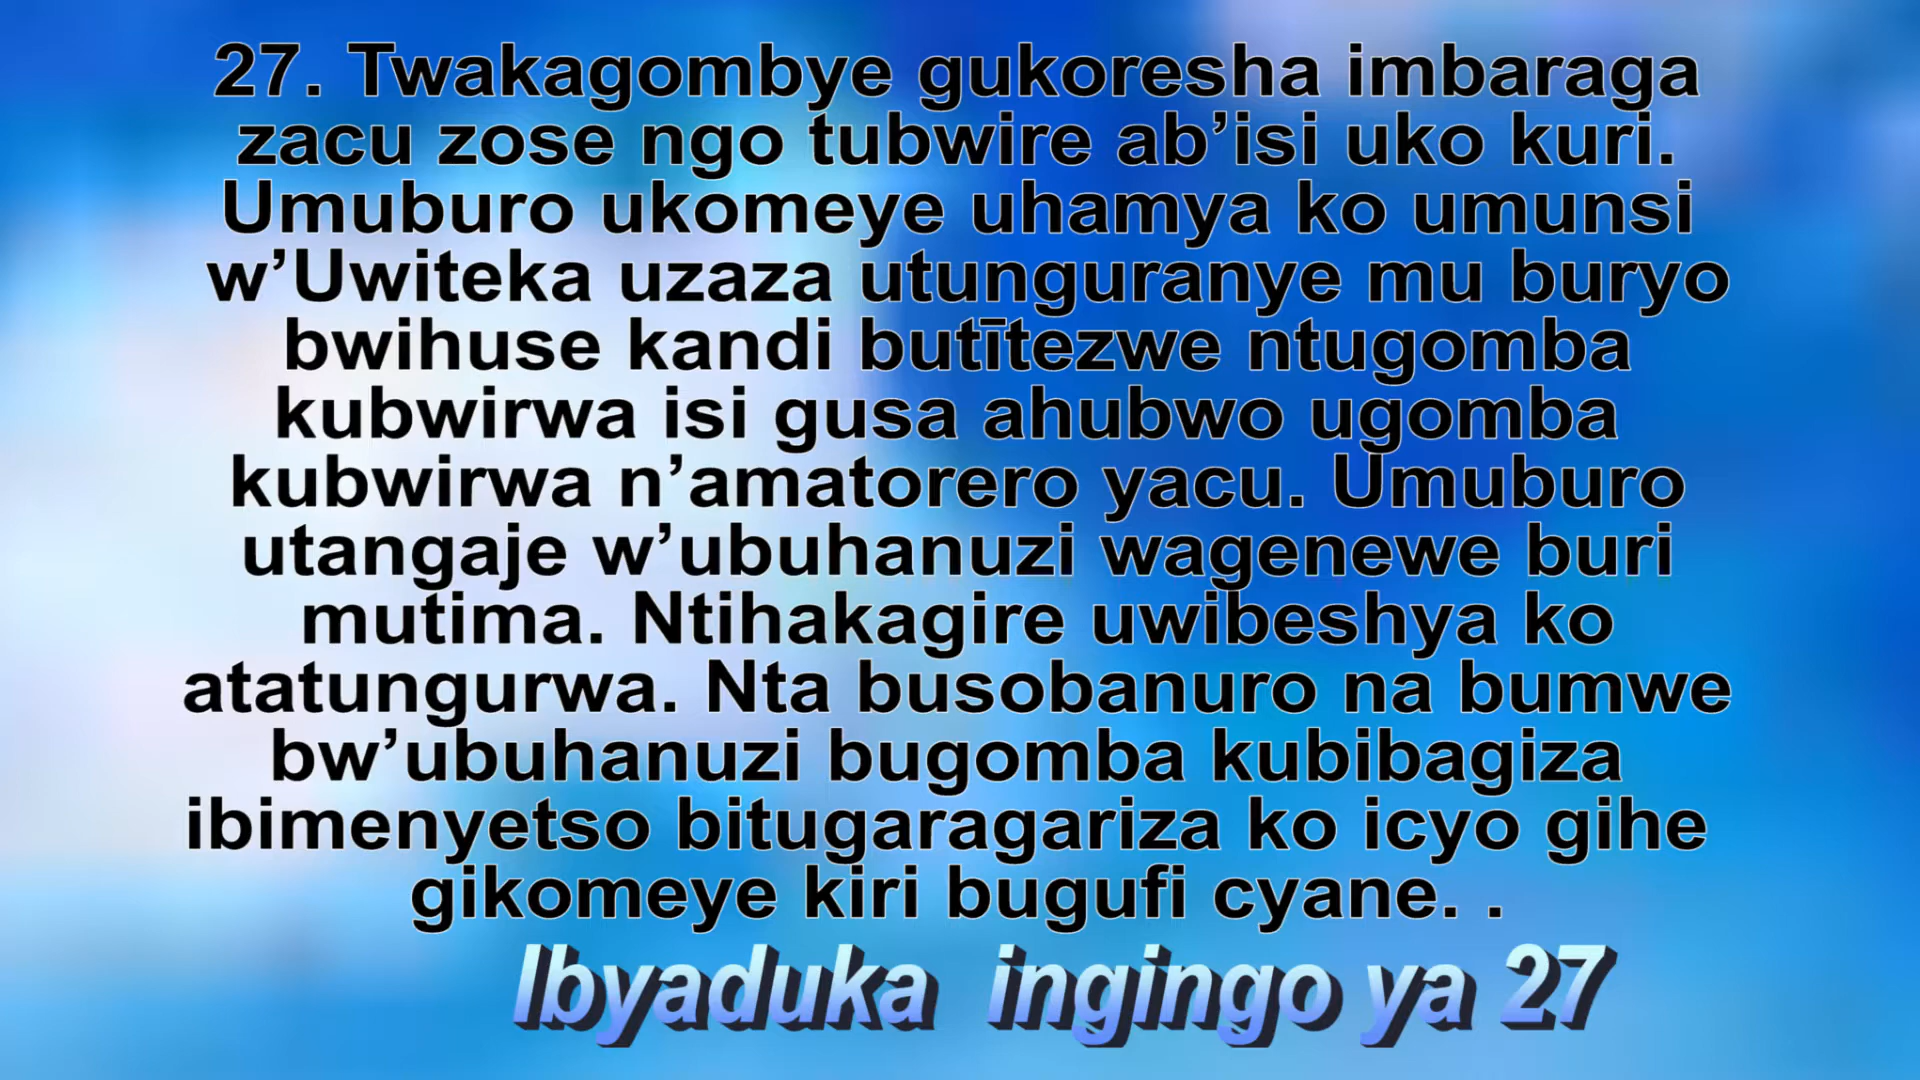 27. Twakagombye gukoresha imbaraga
zacu zose ngo tubwire ab’isi uko kuri.
Umuburo ukomeye uhamya ko umunsi
w’Uwiteka uzaza utunguranye mu buryo
bwihuse kandi butītezwe ntugomba
kubwirwa isi gusa ahubwo ugomba
kubwirwa n’amatorero yacu. Umuburo
utangaje w’ubuhanuzi wagenewe buri
mutima. Ntihakagire uwibeshya ko
atatungurwa. Nta busobanuro na bumwe
bw’ubuhanuzi bugomba kubibagiza
ibimenyetso bitugaragariza ko icyo gihe
gikomeye kiri bugufi cyane. .
Ibyaduka ingingo ya 27